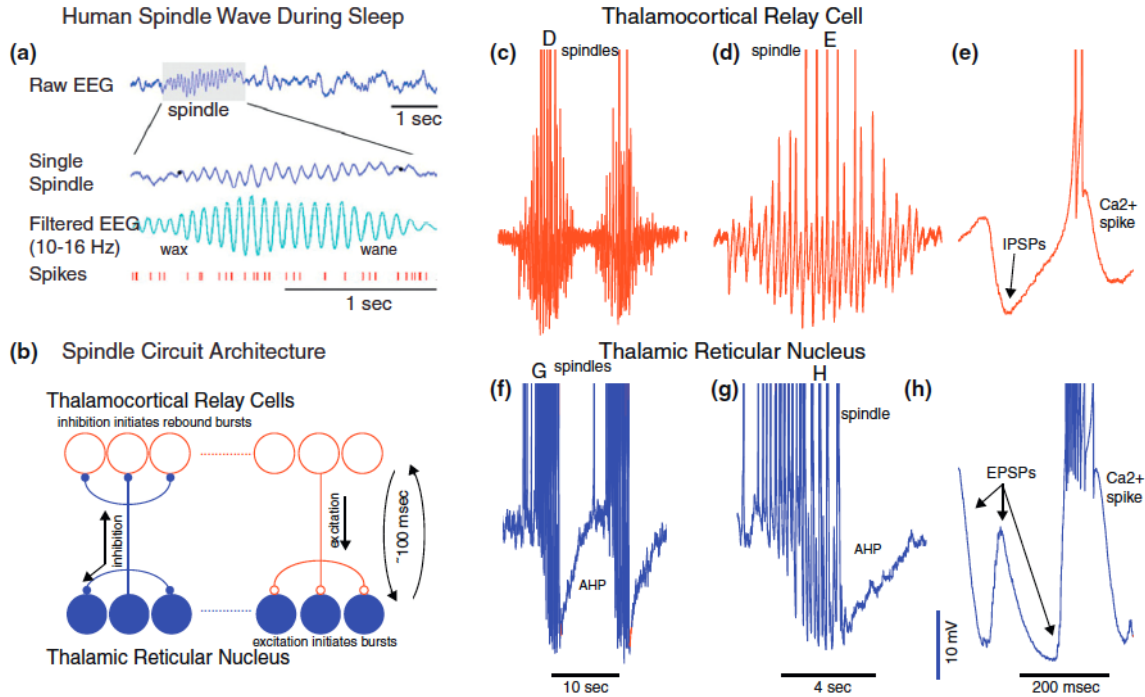 Human Spindle Wave During Sleep
(a)
Raw EEG
spindle
1 sec
Single
Spindle
Filtered EEG
(10-16 Hz)
wax
wane
Spikes
1 sec
(b) Spindle Circuit Architecture
Thalamocortical Relay Cells
inhibition initiates rebound bursts
inhibition
excitation
~100 msec
excitation initiates bursts
Thalamic Reticular Nucleus
Thalamocortical Relay Cell
(c)
D
spindles
(d)
spindle
E
(e)
IPSPs
Ca2+
spike
Thalamic Reticular Nucleus
(f)
G
spindles
AHP
10 sec
(g)
H
spindle
AHP
4 sec
(h)
EPSPs
Ca2+
spike
10 mV
200 msec